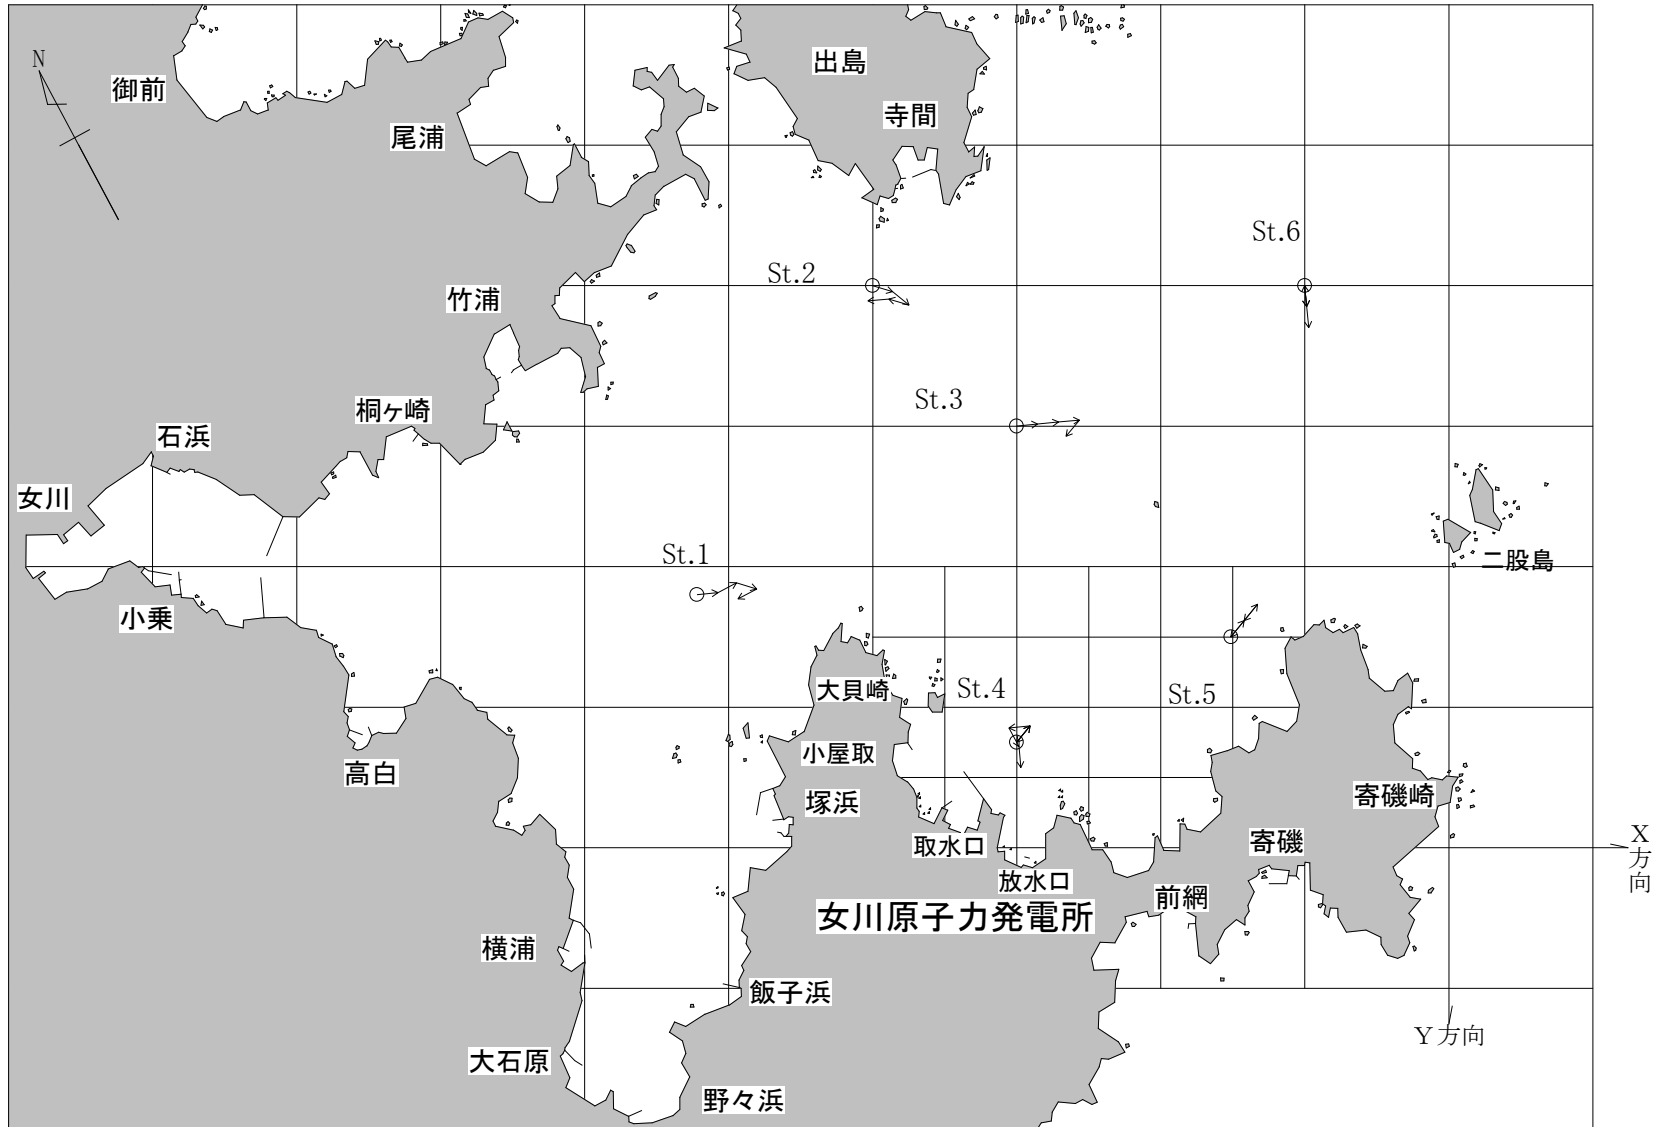 N
御前
出島
寺間
尾浦
St.6
St.2
竹浦
St.3
桐ヶ崎
石浜
女川
St.1
二股島
小乗
大貝崎
St.4
St.5
小屋取
高白
塚浜
寄磯崎
取水口
寄磯
X方向
放水口
前網
女川原子力発電所
横浦
飯子浜
Y方向
大石原
野々浜